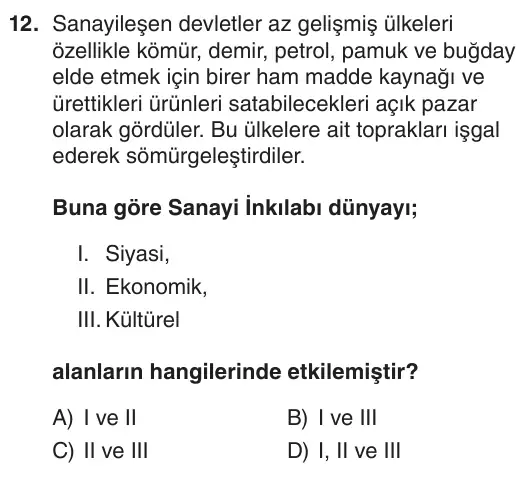 12. Sanayileşen devletler az gelişmiş ülkeleri
özellikle kömür, demir, petrol, pamuk ve buğday
elde etmek için birer ham madde kaynağı ve
ürettikleri ürünleri satabilecekleri açık pazar
olarak gördüler. Bu ülkelere ait toprakları işgal
ederek sömürgeleştirdiler.
Buna göre Sanayi İnkılabı dünyayı;
I. Siyasi,
II. Ekonomik,
III. Kültürel
alanların hangilerinde etkilemiştir?
A) I ve II B) I ve III
C) II ve III D) I, II ve III